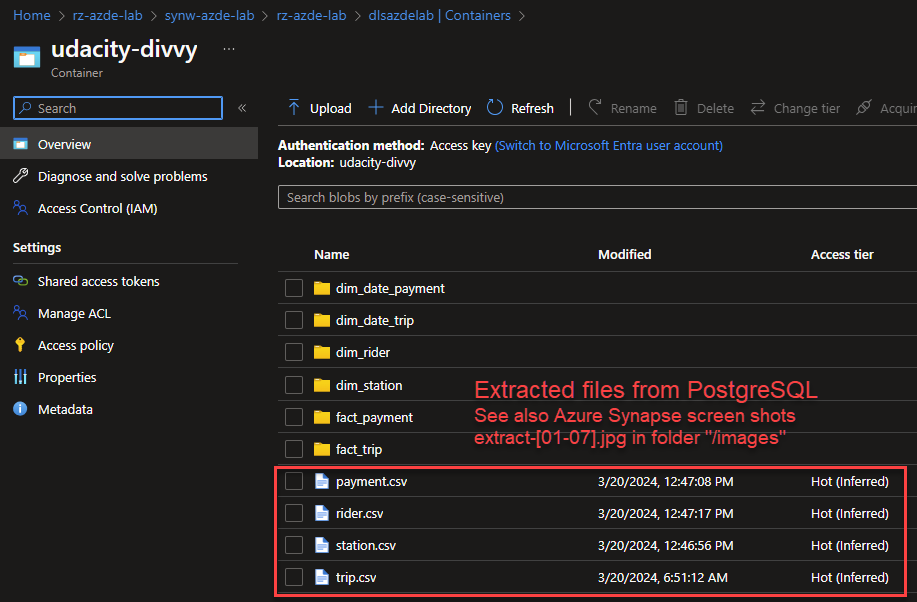 Home > rz-azde-lab > synw-azde-lab > rz-azde-lab > dlsazdelab | Containers >
udacity-divvy ...
Container
Search «
Overview
Diagnose and solve problems
Access Control (IAM)
Settings
Shared access tokens
Manage ACL
Access policy
Properties
Metadata
Upload Add Directory Refresh Rename Delete Change tier Acquir
Authentication method: Access key (Switch to Microsoft Entra user account)
Location: udacity-divvy
Search blobs by prefix (case-sensitive)
Name Modified Access tier
dim_date_payment
dim_date_trip
dim_rider
dim_station
fact_payment
fact_trip
Extracted files from PostgreSQL
See also Azure Synapse screen shots
extract-[01-07].jpg in folder "/images"
payment.csv 3/20/2024, 12:47:08 PM Hot (Inferred)
rider.csv 3/20/2024, 12:47:17 PM Hot (Inferred)
station.csv 3/20/2024, 12:46:56 PM Hot (Inferred)
trip.csv 3/20/2024, 6:51:12 AM Hot (Inferred)